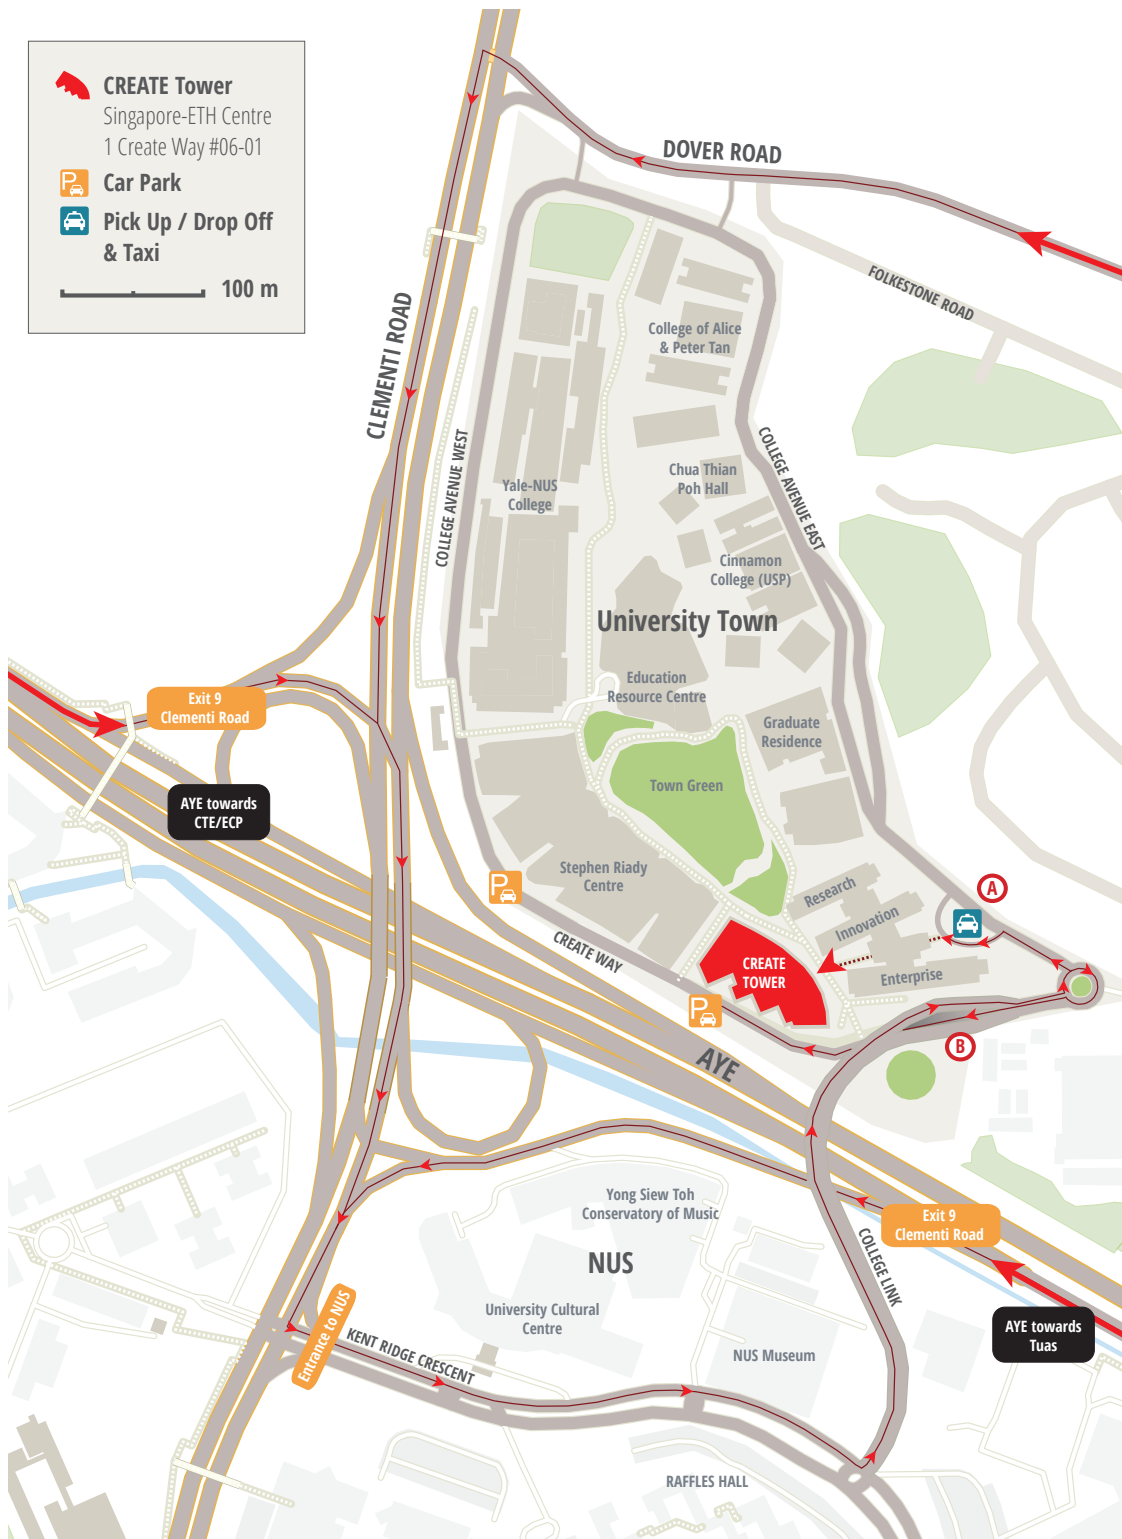 CREATE Tower
Singapore-ETH Centre
1 Create Way #06-01
P
Car Park
Pick Up / Drop Off
& Taxi
100 m
DOVER ROAD
FOLKESTONE ROAD
CLEMENTI ROAD
College of Alice
& Peter Tan
COLLEGE AVENUE WEST
COLLEGE AVENUE EAST
Chua Thian
Poh Hall
Yale-NUS
College
Cinnamon
College (USP)
University Town
Education
Resource Centre
Exit 9
Clementi Road
Graduate
Residence
Town Green
AYE towards
CTE/ECP
Stephen Riady
Centre
P
Research
A
Innovation
CREATE WAY
CREATE
TOWER
Enterprise
P
B
AYE
Yong Siew Toh
Conservatory of Music
Exit 9
Clementi Road
NUS
COLLEGE LINK
University Cultural
Centre
Entrance to NUS
AYE towards
Tuas
KENT RIDGE CRESCENT
NUS Museum
RAFFLES HALL